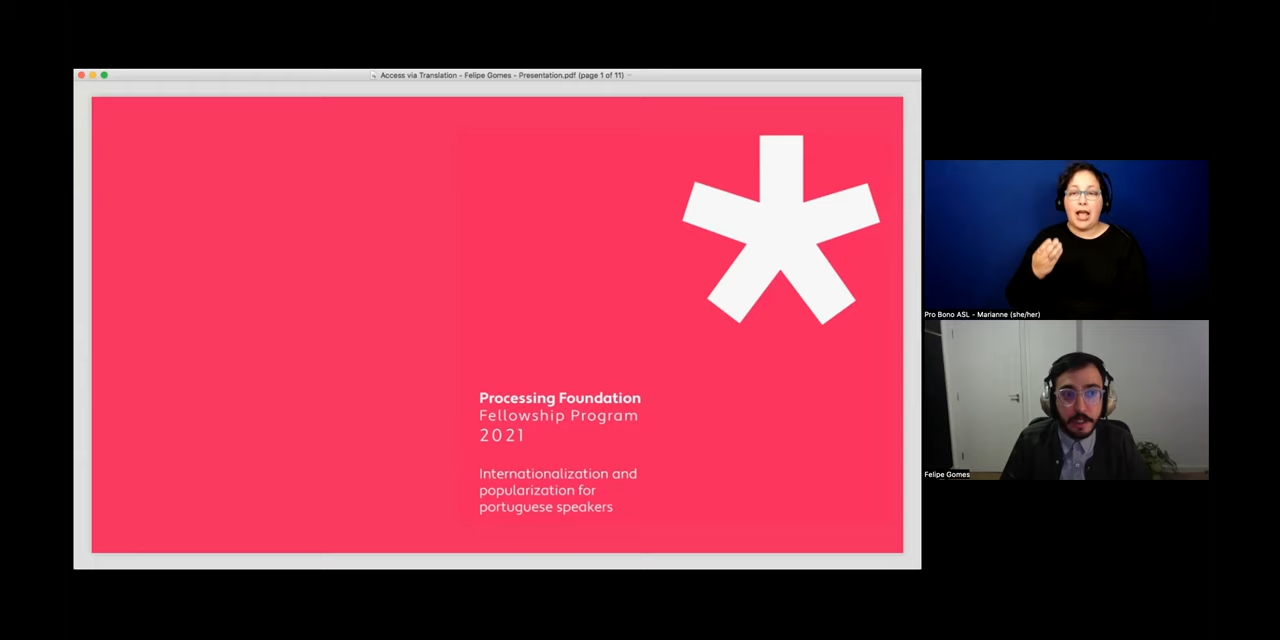 Access via Translation - Felipe Gomes - Presentation.pdf (page 1 of 11)
Processing Foundation
Fellowship Program
2021
Internationalization and
popularization for
portuguese speakers
Pro Bono ASL - Marianne (she/her)
Felipe Gomes